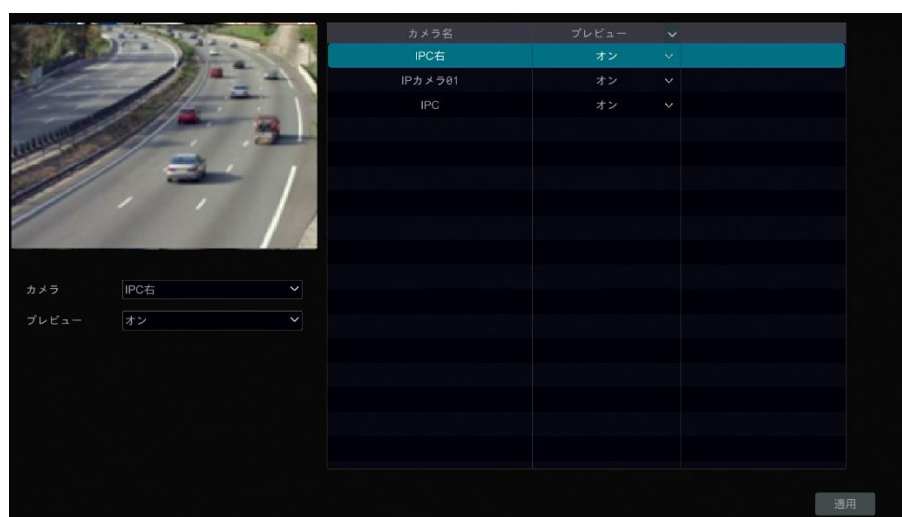 カメラ名 プレビュー
IPC右 オン
IPカメラ01 オン
IPC オン
カメラ IPC右
プレビュー オン
適用